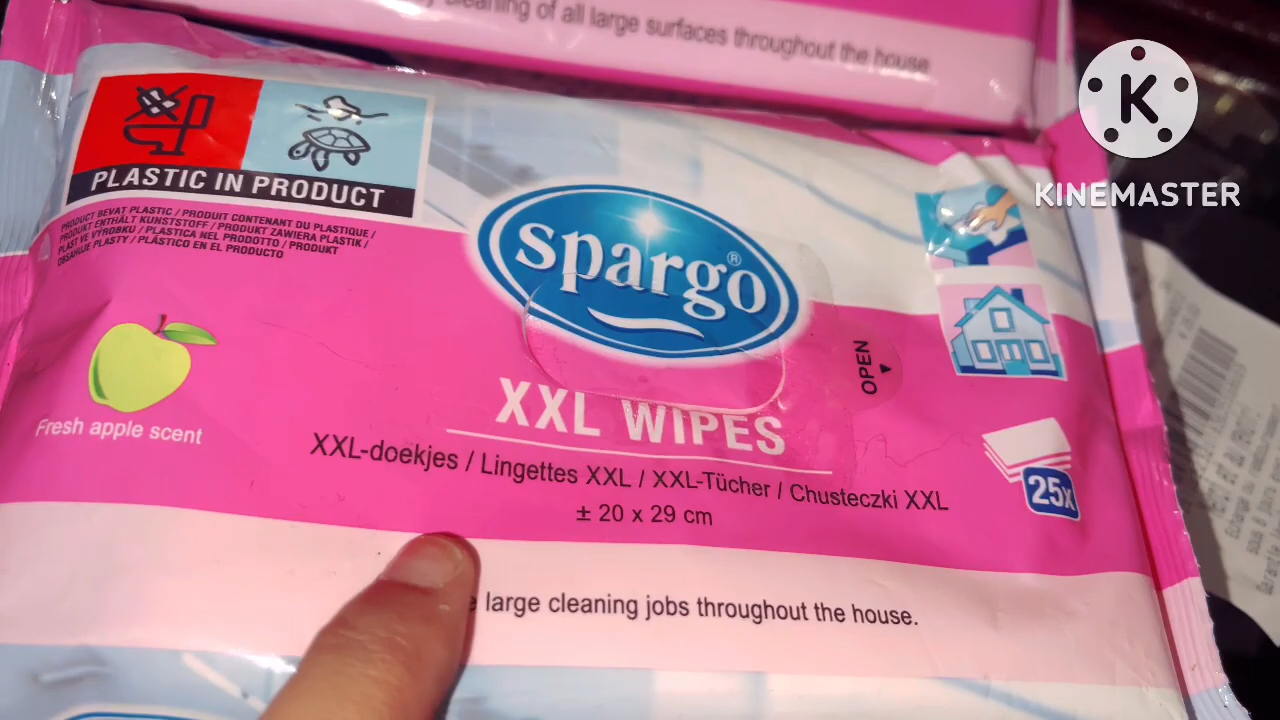 cleaning of all large surfaces throughout the house
K
KINEMASTER
PLASTIC IN PRODUCT
PRODUCT BEVAT PLASTIC / PRODUIT CONTENANT DU PLASTIQUE /
PRODUKT ENTHÄLT KUNSTSTOFF / PRODUKT ZAWIERA PLASTIK /
PLAST VE VÝROBKU / PLASTICA NEL PRODOTTO / PRODUKT
OBSAHUJE PLASTY / PLÁSTICO EN EL PRODUCTO
spargo®
OPEN
Fresh apple scent
XXL WIPES
XXL-doekjes / Lingettes XXL / XXL-Tücher / Chusteczki XXL
± 20 x 29 cm
25x
large cleaning jobs throughout the house.